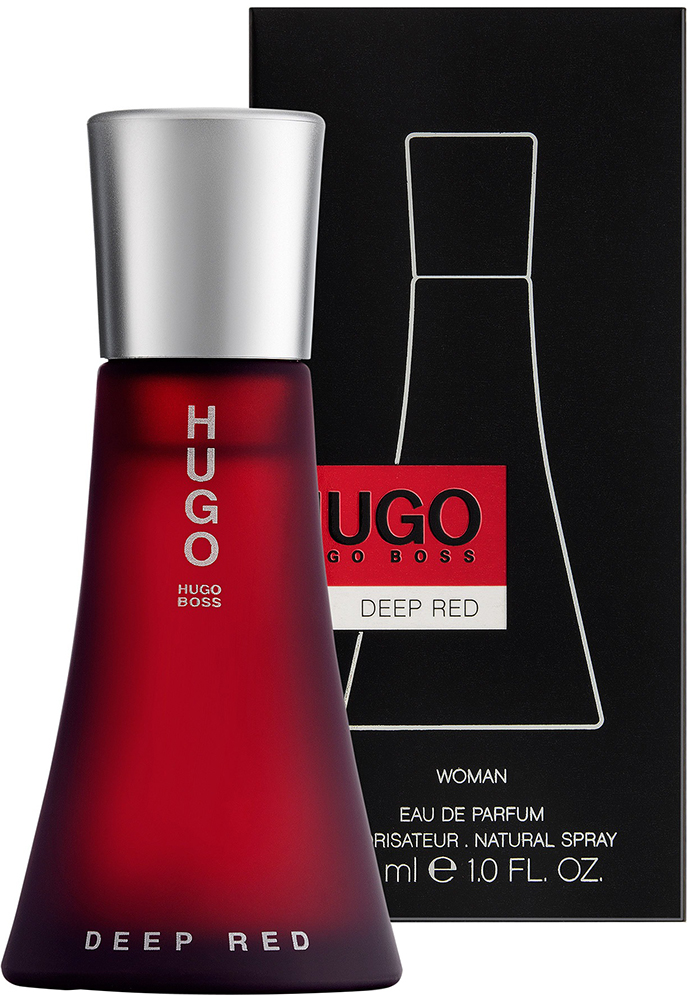 HUGO
HUGO
BOSS
DEEP RED
UGO
GO BOSS
DEEP RED
WOMAN
EAU DE PARFUM
ORISATEUR . NATURAL SPRAY
ml e 1.0 FL. OZ.